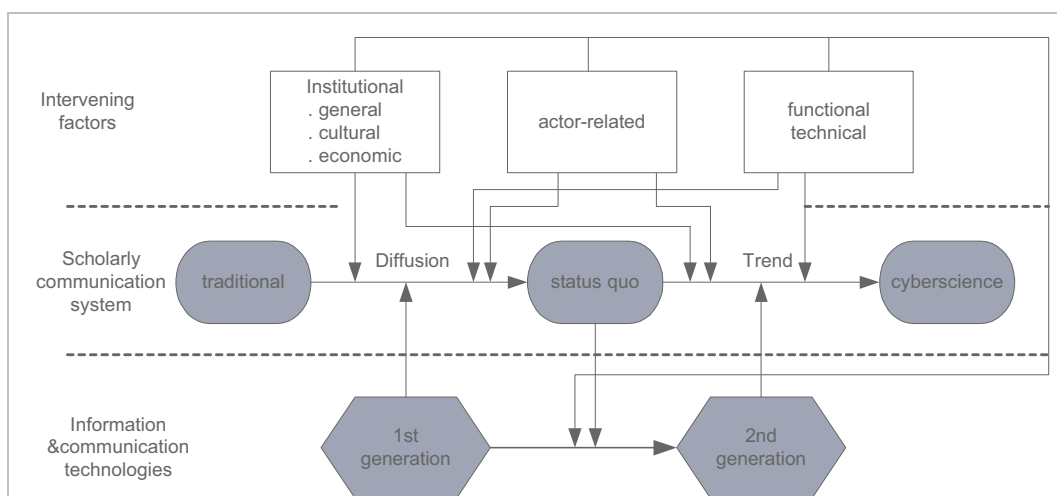 Intervening
factors
Institutional
. general
. cultural
. economic
actor-related
functional
technical
Scholarly
communication
system
traditional
Diffusion
status quo
Trend
cyberscience
Information
&communication
technologies
1st
generation
2nd
generation